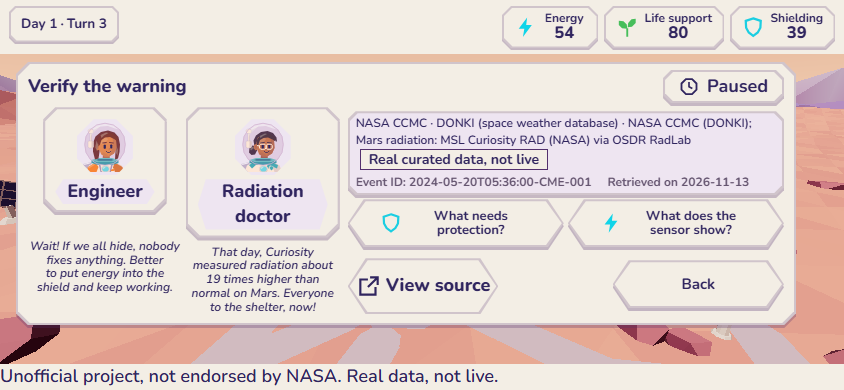 Day 1 · Turn 3
Energy
54
Life support
80
Shielding
39
Verify the warning
Paused
Engineer
Wait! If we all hide, nobody
fixes anything. Better
to put energy into the
shield and keep working.
Radiation
doctor
That day, Curiosity
measured radiation about
19 times higher than
normal on Mars. Everyone
to the shelter, now!
NASA CCMC · DONKI (space weather database) · NASA CCMC (DONKI);
Mars radiation: MSL Curiosity RAD (NASA) via OSDR RadLab
Real curated data, not live
Event ID: 2024-05-20T05:36:00-CME-001 Retrieved on 2026-11-13
What needs
protection?
What does the
sensor show?
View source
Back
Unofficial project, not endorsed by NASA. Real data, not live.